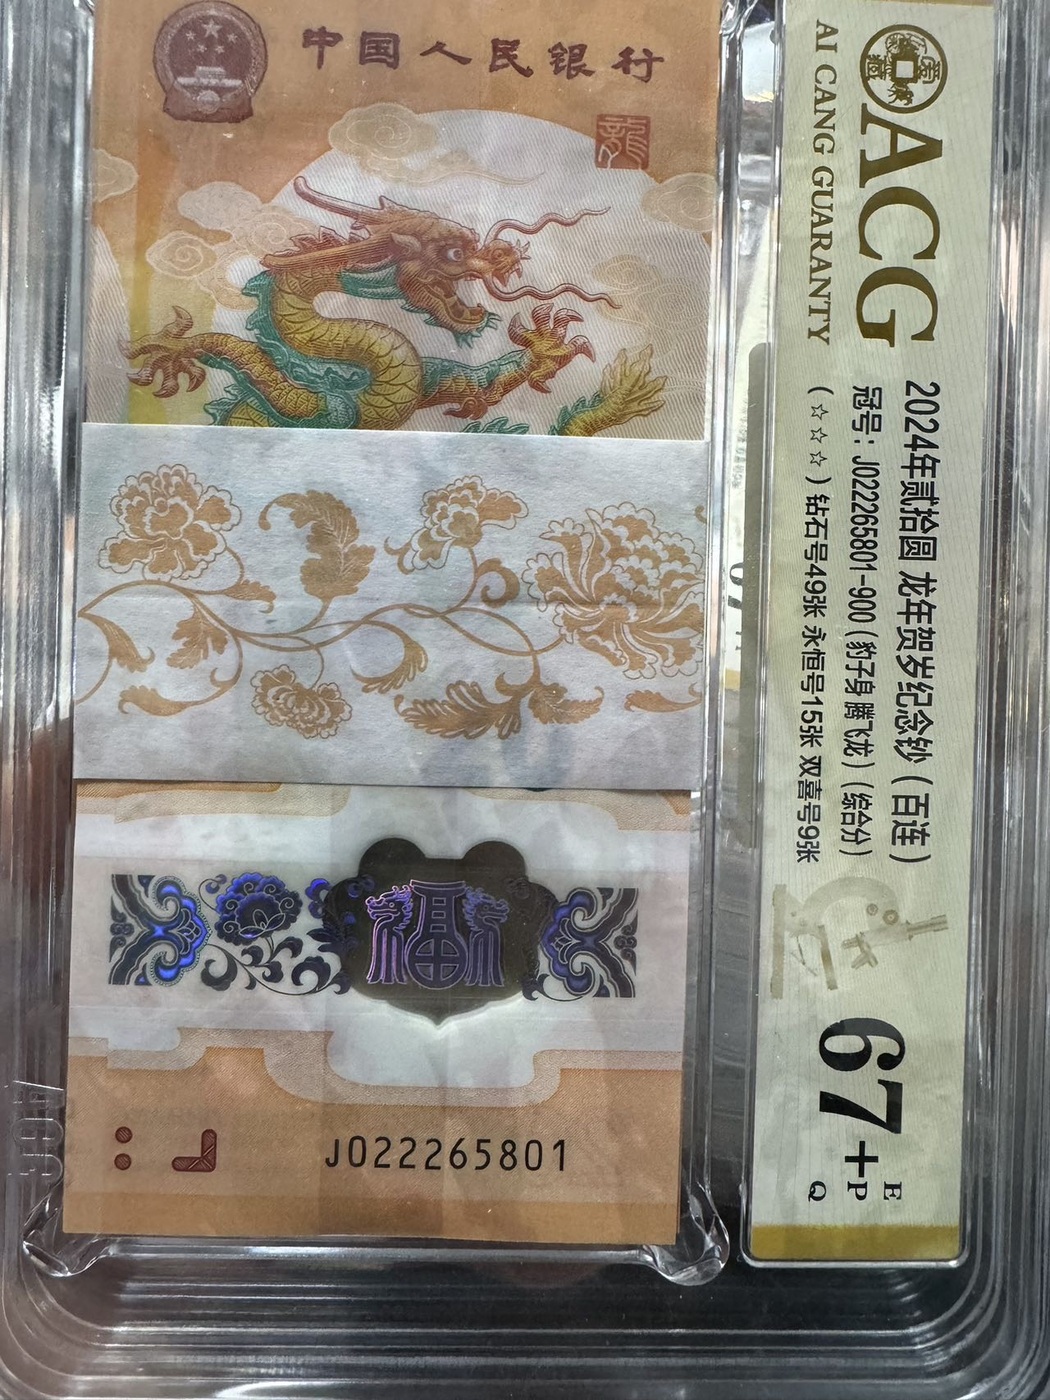 中国人民银行
龍
J022265801
ACG
AI CANG GUARANTY
2024年贰拾圆 龙年贺岁纪念钞（百连）
冠号：J022265801-900（豹子身 腾飞龙）（综合分）
（☆☆☆）钻石号49张 永恒号15张 双喜号9张
67+
E
P
Q
ACG